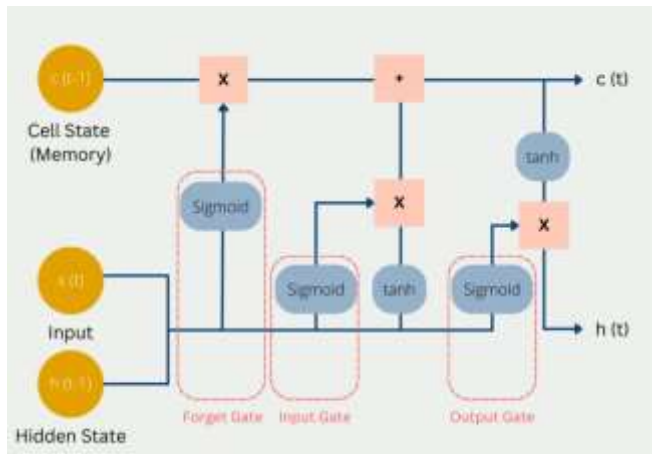 c (t-1)
X
+
c (t)
Cell State
(Memory)
tanh
Sigmoid
X
X
x (t)
Sigmoid
tanh
Sigmoid
Input
h (t)
h (t-1)
Forget Gate
Input Gate
Output Gate
Hidden State